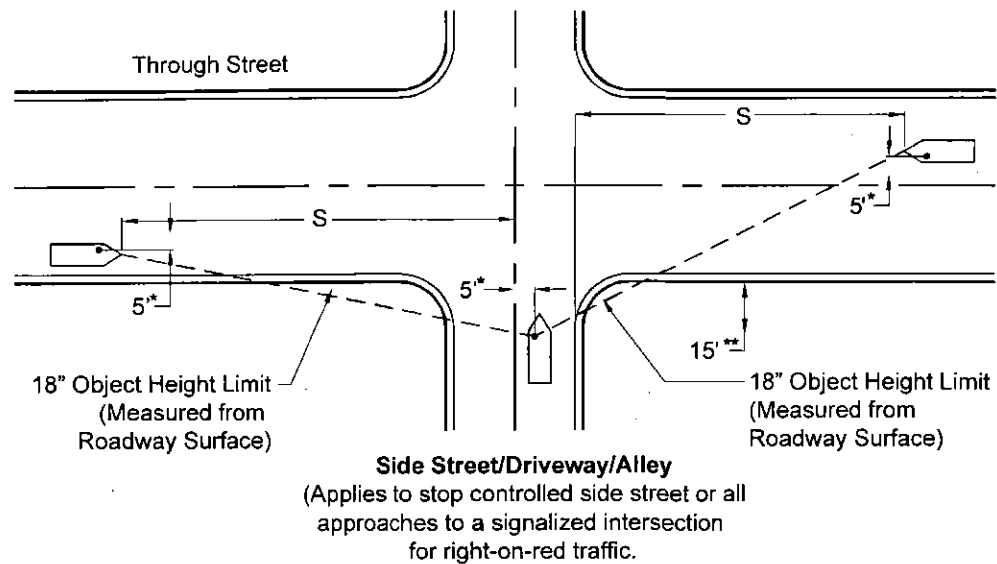 Through Street
S
S
5'*
5'*
5'*
15' **
18" Object Height Limit
(Measured from
Roadway Surface)
18" Object Height Limit
(Measured from
Roadway Surface)
Side Street/Driveway/Alley
(Applies to stop controlled side street or all
approaches to a signalized intersection
for right-on-red traffic.